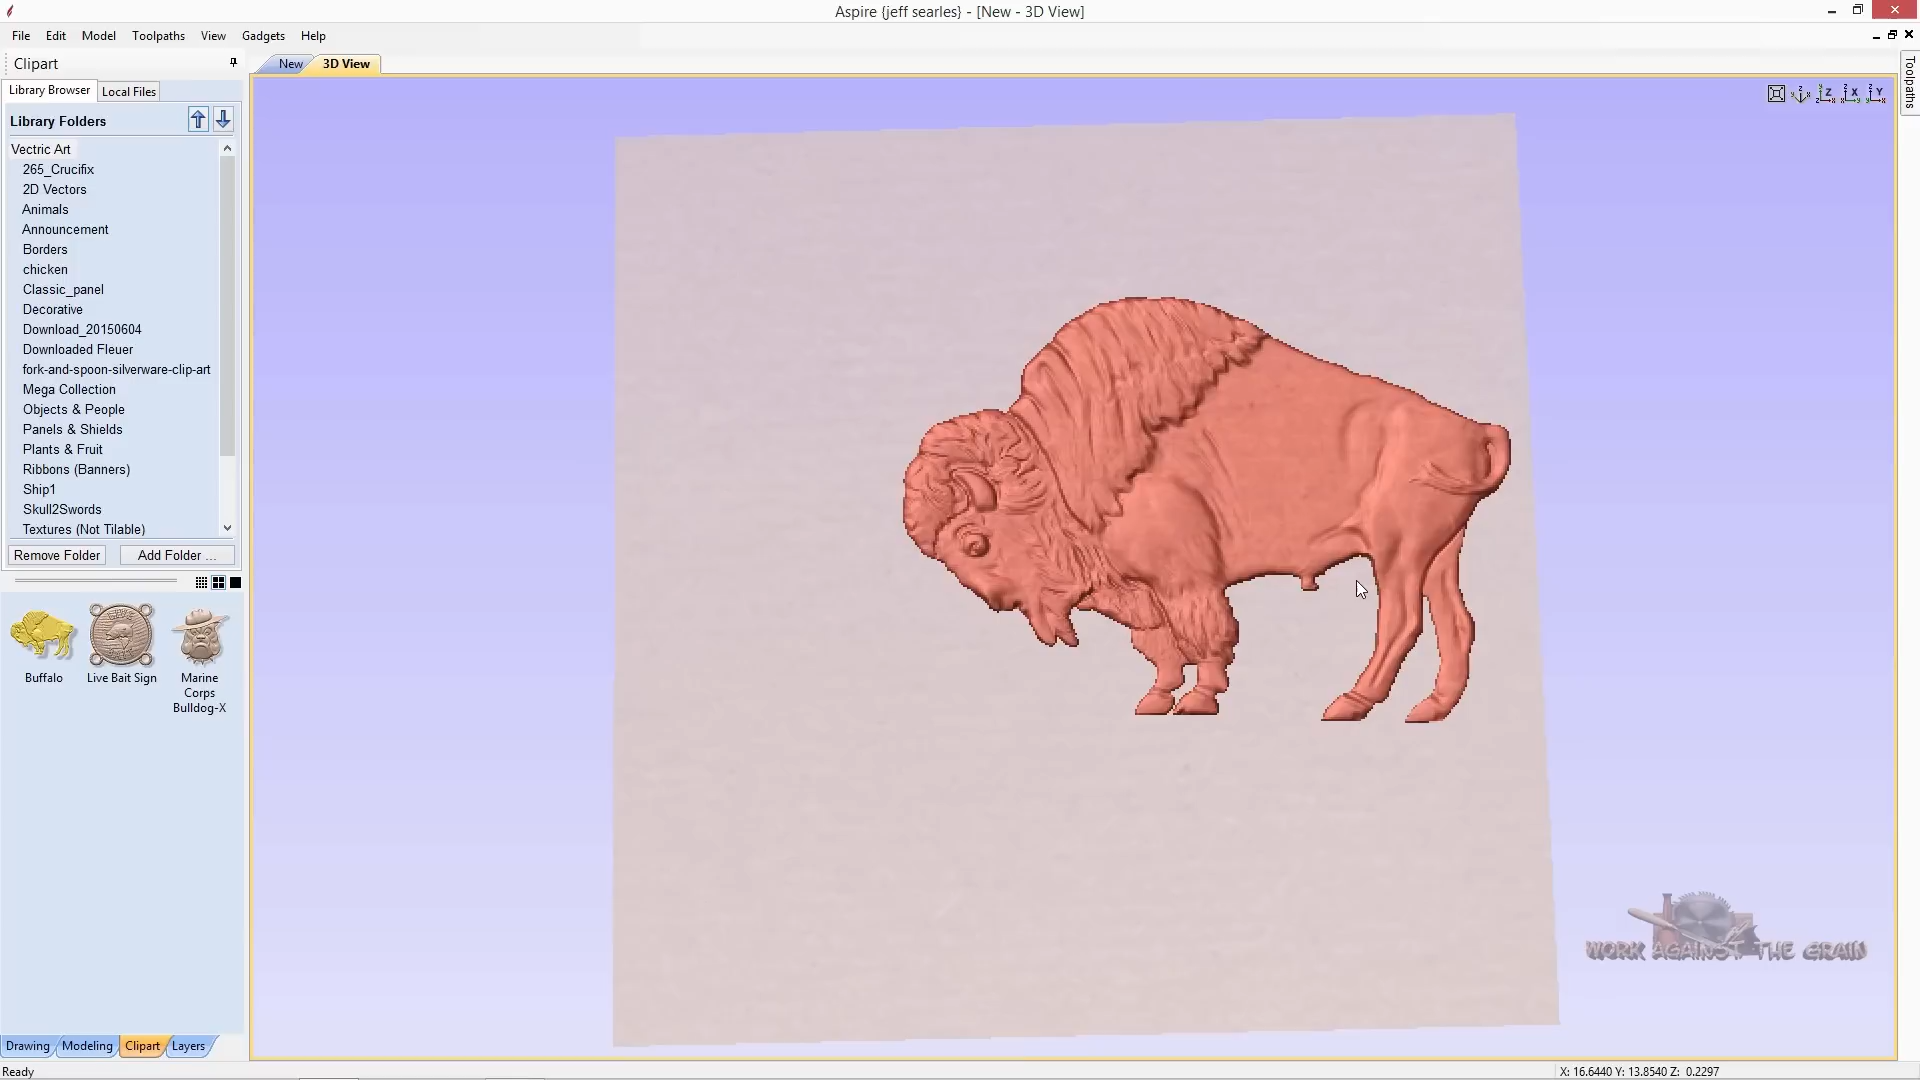 Aspire {jeff searles} - [New - 3D View]
File Edit Model Toolpaths View Gadgets Help
Clipart
New 3D View
Toolpaths
Library Browser Local Files
Library Folders
Vectric Art
265_Crucifix
2D Vectors
Animals
Announcement
Borders
chicken
Classic_panel
Decorative
Download_20150604
Downloaded Fleuer
fork-and-spoon-silverware-clip-art
Mega Collection
Objects & People
Panels & Shields
Plants & Fruit
Ribbons (Banners)
Ship1
Skull2Swords
Textures (Not Tilable)
Remove Folder Add Folder ...
Buffalo Live Bait Sign Marine
Corps
Bulldog-X
WORK AGAINST THE GRAIN
Drawing Modeling Clipart Layers
Ready X: 16.6440 Y: 13.8540 Z: 0.2297